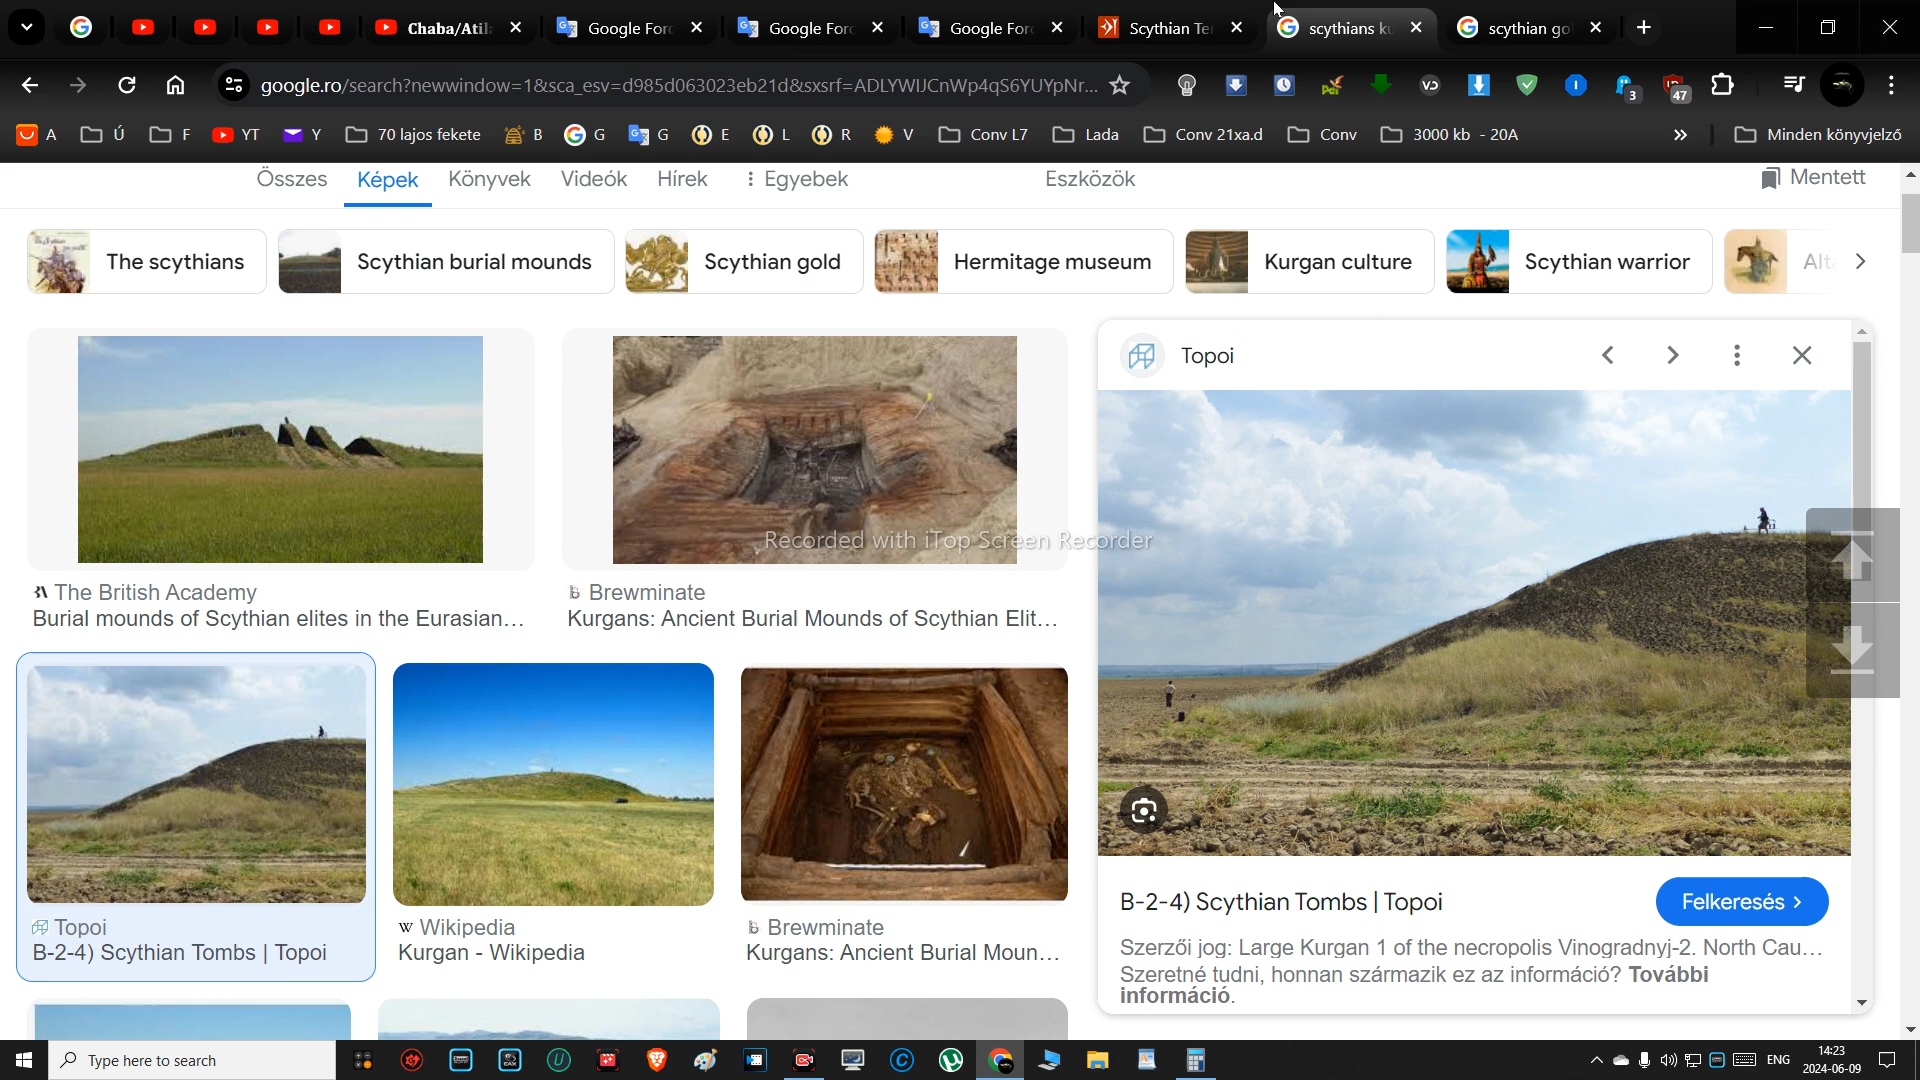 Chaba/Atil
Google For
Google For
Google For
Scythian Te
scythians ku
scythian go
google.ro/search?newwindow=1&sca_esv=d985d063023eb21d&sxsrf=ADLYWIJCnWp4qS6YUYpNr...
3
47
A
Ú
F
YT
Y
70 lajos fekete
B
G
G
E
L
R
V
Conv L7
Lada
Conv 21xa.d
Conv
3000 kb - 20A
Minden könyvjelző
Összes
Képek
Könyvek
Videók
Hírek
Egyebek
Eszközök
Mentett
The scythians
Scythian burial mounds
Scythian gold
Hermitage museum
Kurgan culture
Scythian warrior
Alta
Topoi
Recorded with iTop Screen Recorder
The British Academy
Burial mounds of Scythian elites in the Eurasian...
Brewminate
Kurgans: Ancient Burial Mounds of Scythian Elit...
Topoi
B-2-4) Scythian Tombs | Topoi
Wikipedia
Kurgan - Wikipedia
Brewminate
Kurgans: Ancient Burial Moun...
B-2-4) Scythian Tombs | Topoi
Felkeresés
Szerzői jog: Large Kurgan 1 of the necropolis Vinogradnyj-2. North Cau...
Szeretné tudni, honnan származik ez az információ? További
információ.
Type here to search
ENG
14:23
2024-06-09